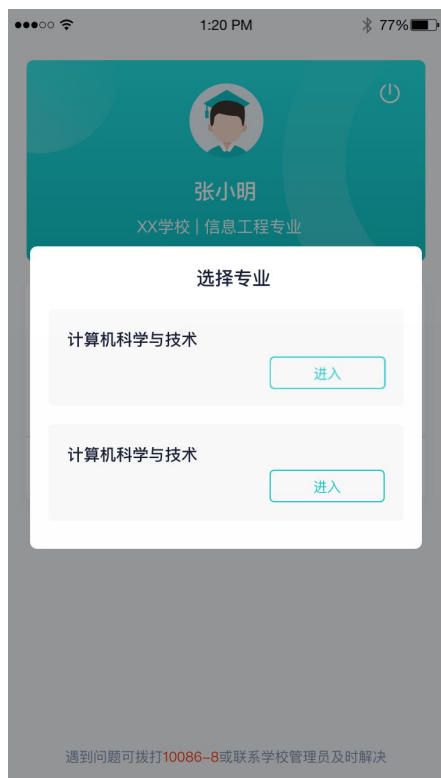 1:20 PM
77%
张小明
XX学校 | 信息工程专业
选择专业
计算机科学与技术
进入
计算机科学与技术
进入
遇到问题可拨打10086-8或联系学校管理员及时解决